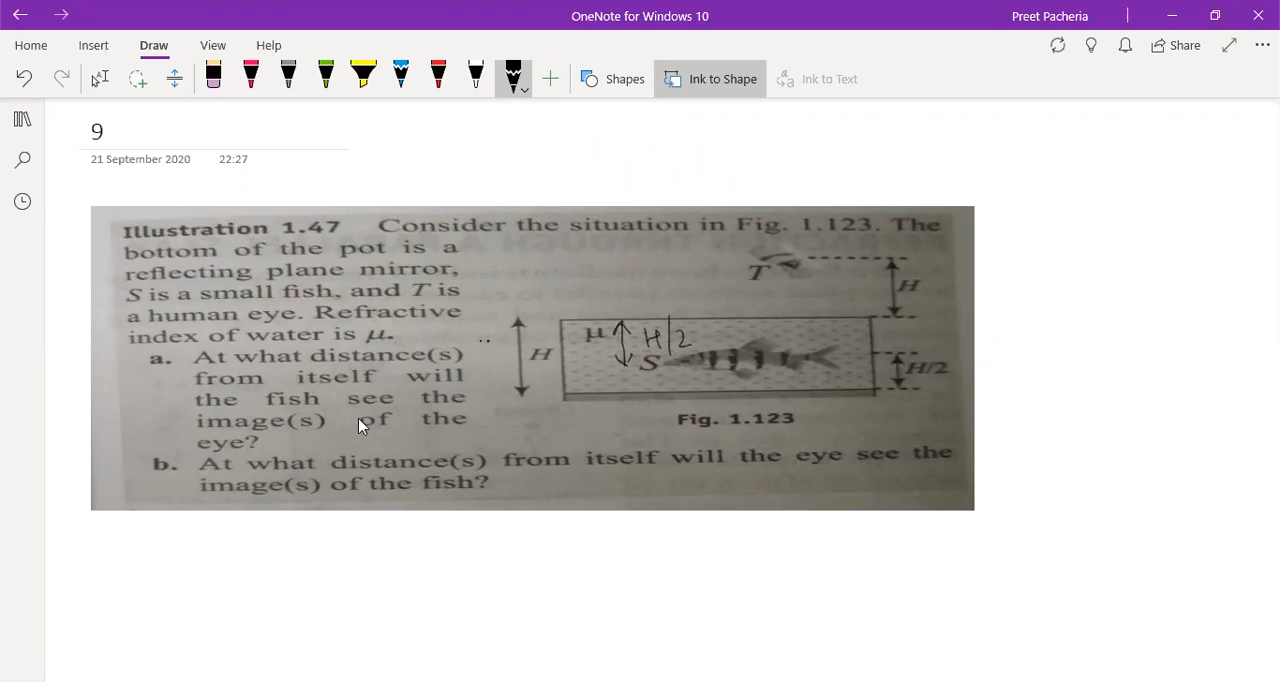 OneNote for Windows 10
Preet Pacheria
Home
Insert
Draw
View
Help
Share
Shapes
Ink to Shape
Ink to Text
9
21 September 2020 22:27
Illustration 1.47 Consider the situation in Fig. 1.123. The
bottom of the pot is a
reflecting plane mirror,
S is a small fish, and T is
a human eye. Refractive
index of water is μ.
a. At what distance(s)
from itself will
the fish see the
image(s) of the
eye?
b. At what distance(s) from itself will the eye see the
image(s) of the fish?
T
H
μ
H/2
H
S
H/2
Fig. 1.123